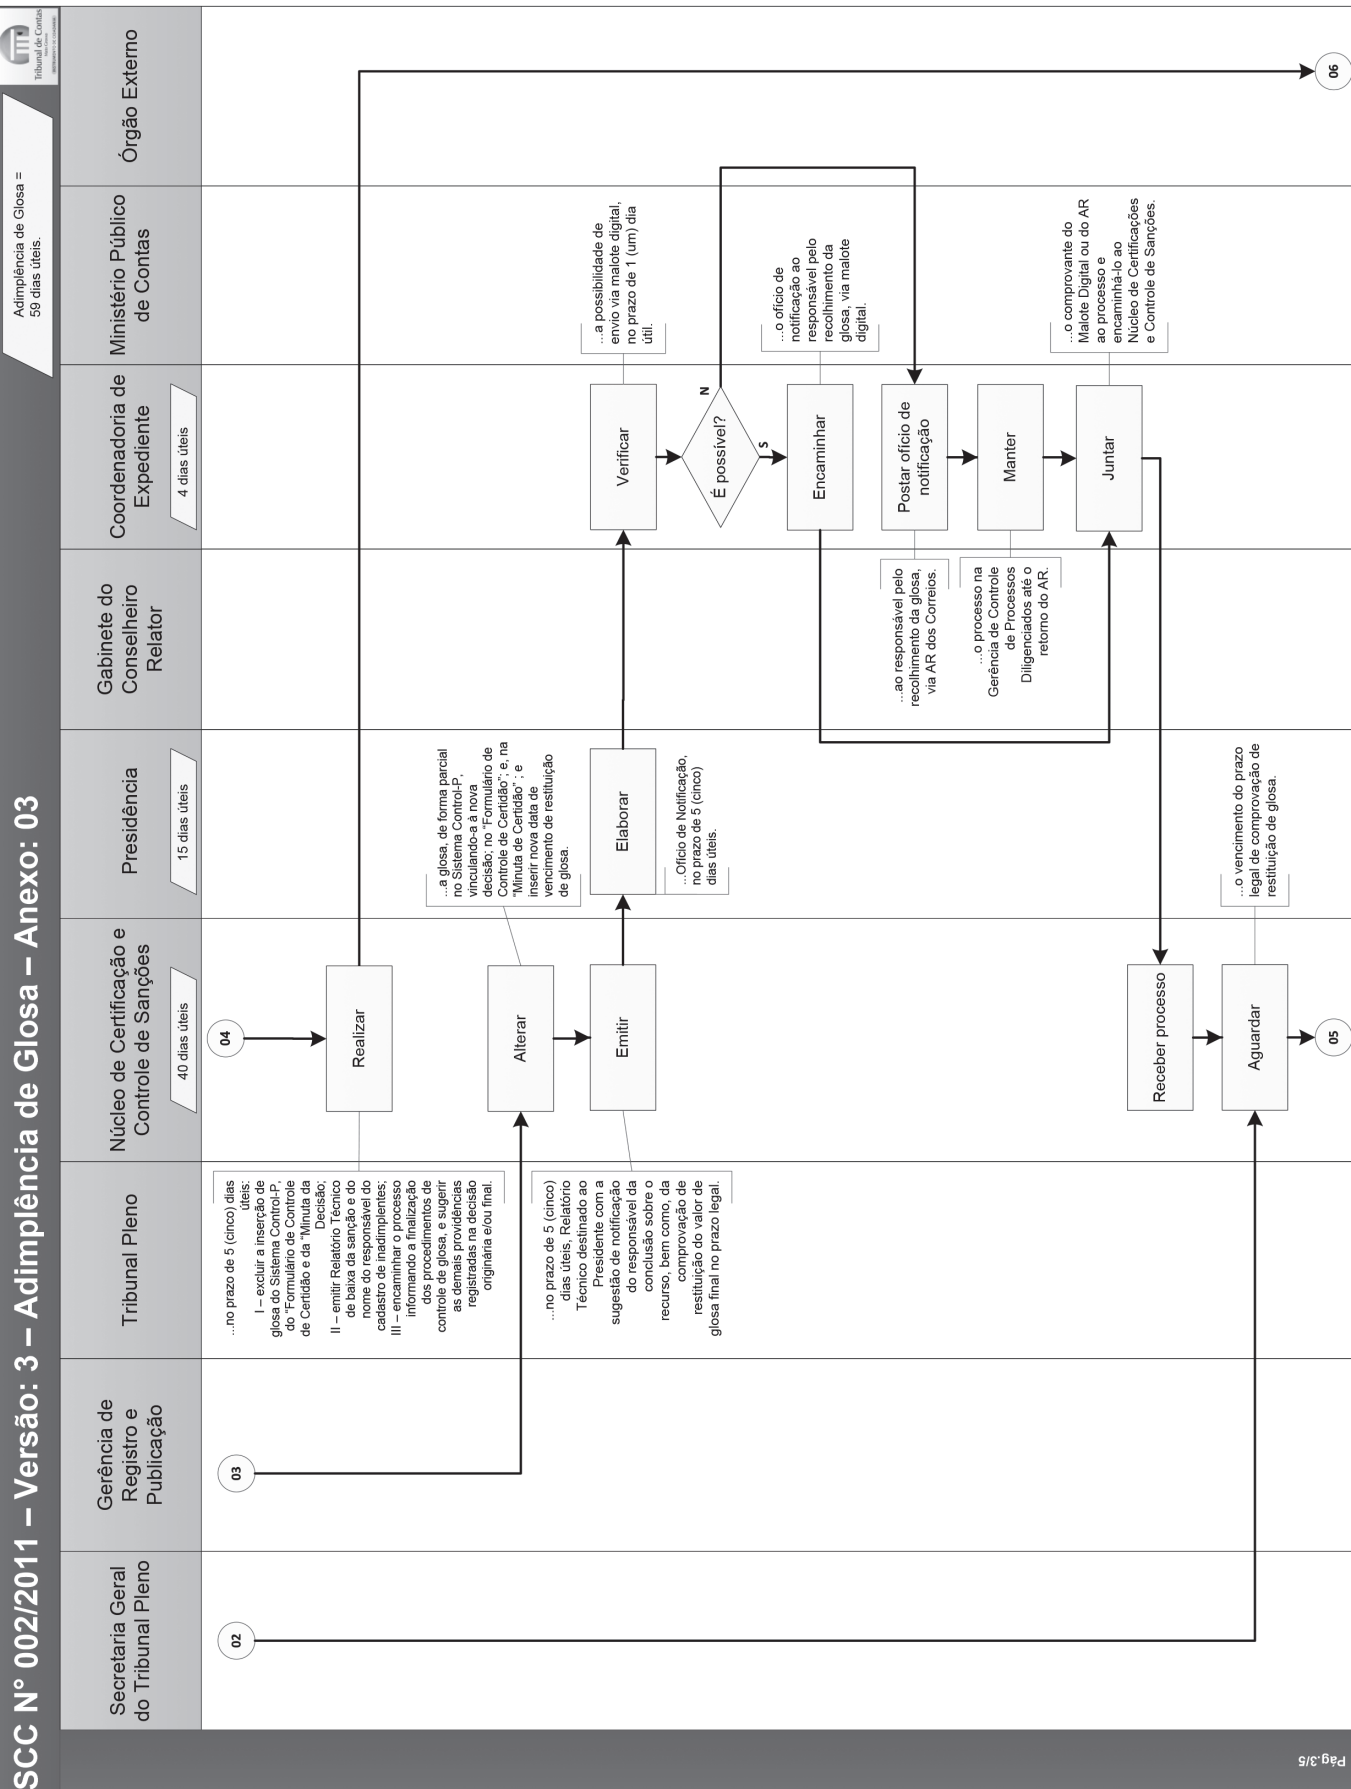 SCC N° 002/2011 – Versão: 3 – Adimplência de Glosa – Anexo: 03
Adimplência de Glosa =
59 dias úteis.
Tribunal de Contas
Mato Grosso
Secretaria Geral
do Tribunal Pleno
Gerência de
Registro e
Publicação
Tribunal Pleno
Núcleo de Certificação e
Controle de Sanções
40 dias úteis
Presidência
15 dias úteis
Gabinete do
Conselheiro
Relator
Coordenadoria de
Expediente
4 dias úteis
Ministério Público
de Contas
Órgão Externo
02
03
04
...no prazo de 5 (cinco) dias
úteis:
I – excluir a inserção de
glosa do Sistema Control-P,
do “Formulário de Controle
de Certidão e da “Minuta da
Decisão;
II – emitir Relatório Técnico
de baixa da sanção e do
nome do responsável do
cadastro de inadimplentes;
III – encaminhar o processo
informando a finalização
dos procedimentos de
controle de glosa, e sugerir
as demais providências
registradas na decisão
originária e/ou final.
Realizar
...a glosa, de forma parcial
no Sistema Control-P,
vinculando-a à nova
decisão; no “Formulário de
Controle de Certidão”; e, na
“Minuta de Certidão” ; e
inserir nova data de
vencimento de restituição
de glosa.
Alterar
...no prazo de 5 (cinco)
dias úteis, Relatório
Técnico destinado ao
Presidente com a
sugestão de notificação
do responsável da
conclusão sobre o
recurso, bem como, da
comprovação de
restituição do valor de
glosa final no prazo legal.
Emitir
Elaborar
...Ofício de Notificação,
no prazo de 5 (cinco)
dias úteis.
Verificar
...a possibilidade de
envio via malote digital,
no prazo de 1 (um) dia
útil.
É possível?
N
S
Encaminhar
...o ofício de
notificação ao
responsável pelo
recolhimento da
glosa, via malote
digital.
Postar ofício de
notificação
...ao responsável pelo
recolhimento da glosa,
via AR dos Correios.
Manter
...o processo na
Gerência de Controle
de Processos
Diligenciados até o
retorno do AR.
Juntar
...o comprovante do
Malote Digital ou do AR
ao processo e
encaminhá-lo ao
Núcleo de Certificações
e Controle de Sanções.
Receber processo
Aguardar
...o vencimento do prazo
legal de comprovação de
restituição de glosa.
05
06
Pág.3/5